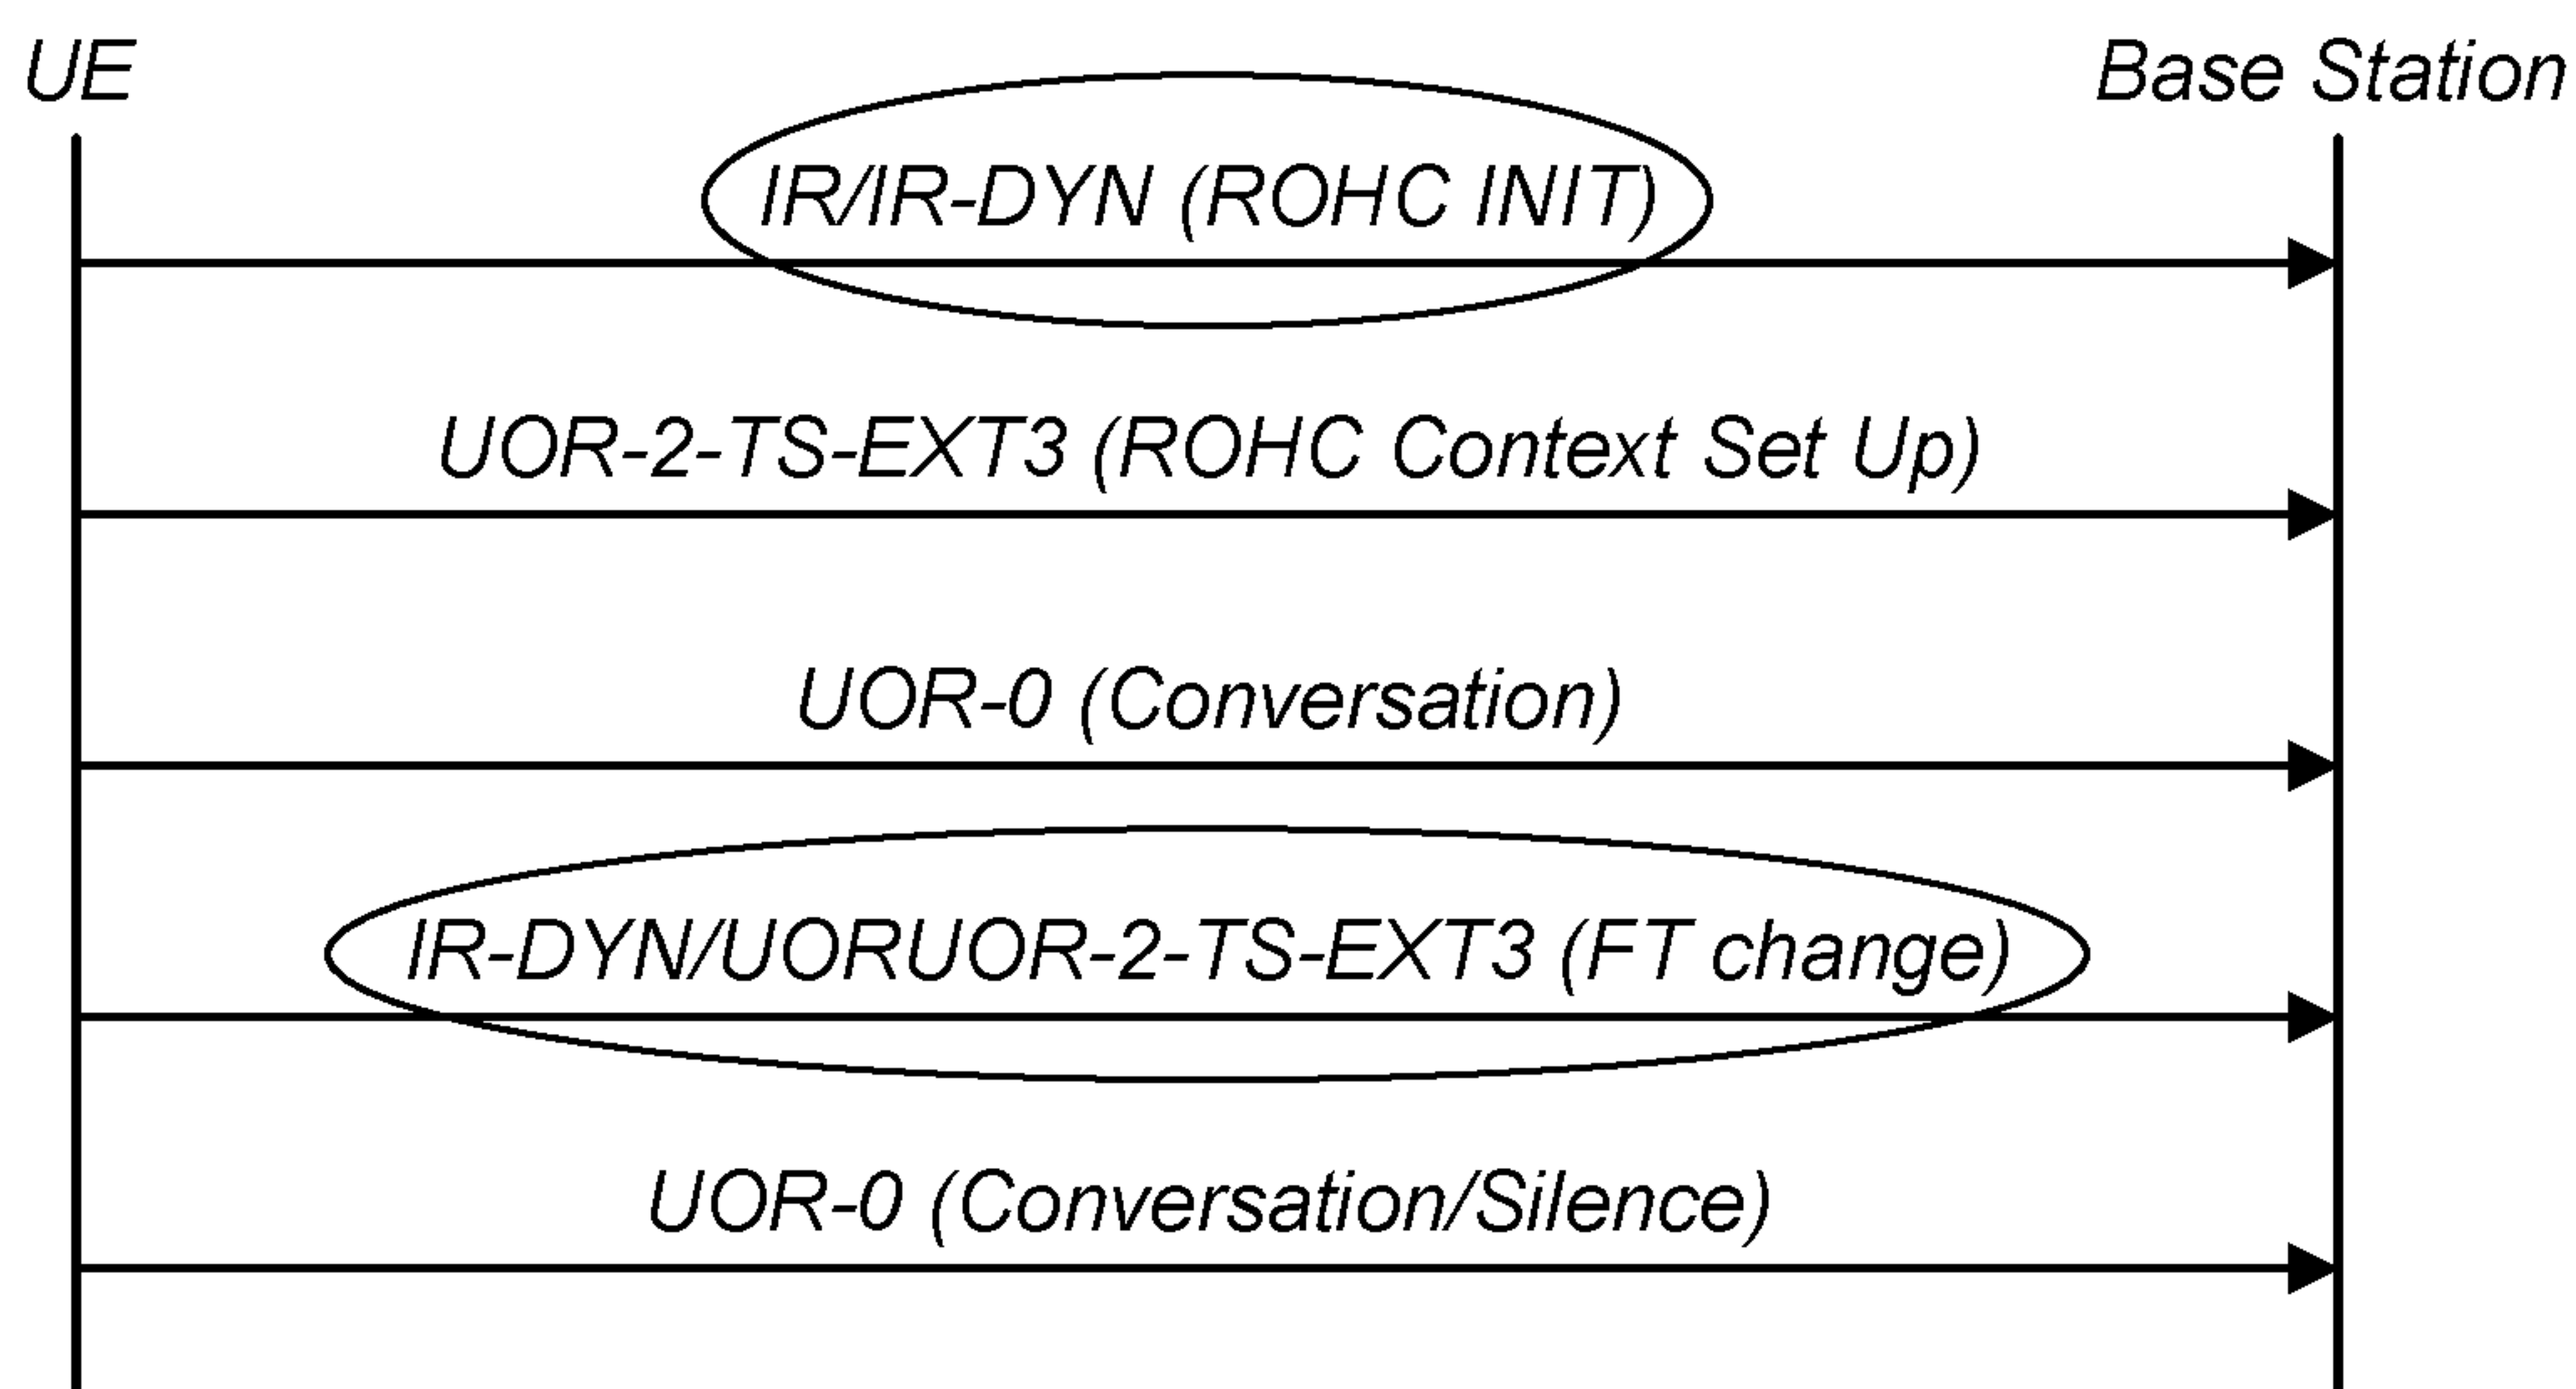 UE
Base Station
IR/IR-DYN (ROHC INIT)
UOR-2-TS-EXT3 (ROHC Context Set Up)
UOR-0 (Conversation)
IR-DYN/UORUOR-2-TS-EXT3 (FT change)
UOR-0 (Conversation/Silence)